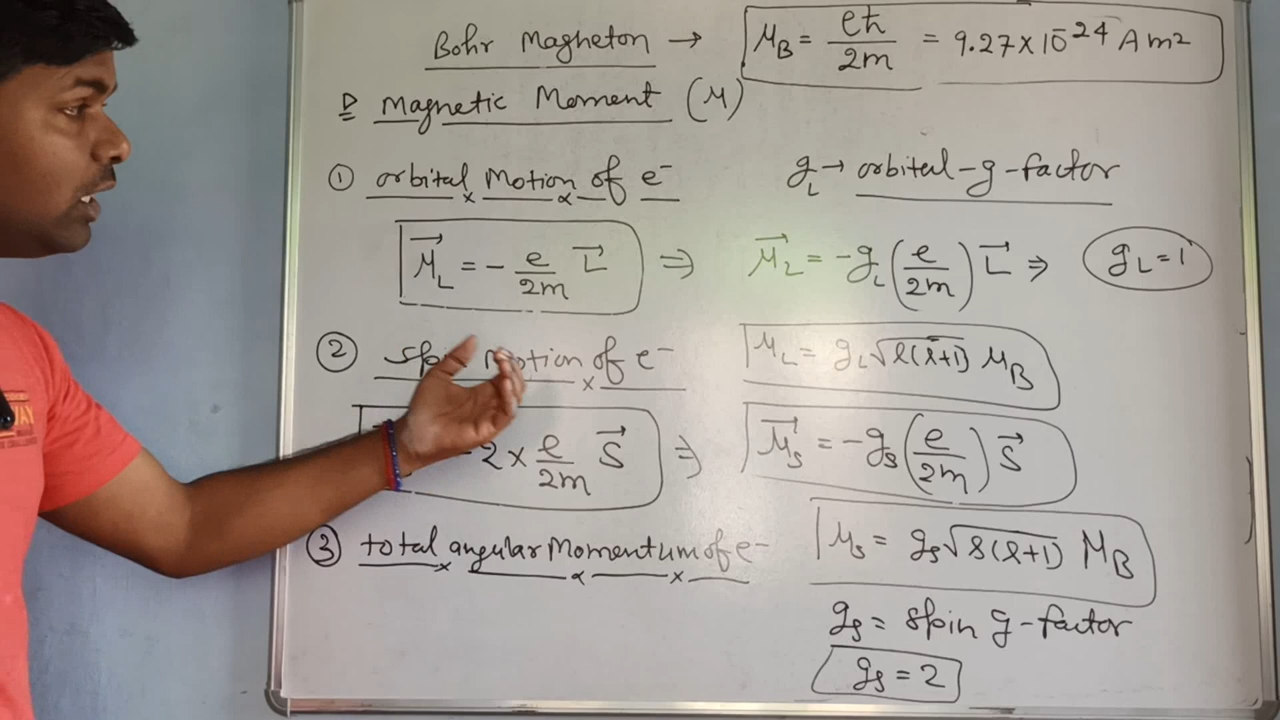 Bohr Magneton → μB = eħ/2m = 9.27×10⁻²⁴ Am²
Magnetic Moment (μ)
① orbital Motion of e⁻
gL → orbital-g-factor
μ⃗L = - e/2m L⃗ ⇒ μ⃗L = -gL (e/2m) L⃗ ⇒ gL=1
② spin Motion of e⁻
μL = gL √l(l+1) μB
2 × e/2m S⃗ ⇒ μ⃗s = -gs (e/2m) S⃗
③ total angular Momentum of e⁻
μs = gs √s(s+1) μB
gs = spin g-factor
gs = 2